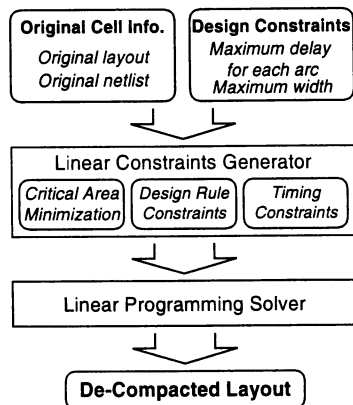 Original Cell Info.
Original layout
Original netlist
Design Constraints
Maximum delay
for each arc
Maximum width
Linear Constraints Generator
Critical Area
Minimization
Design Rule
Constraints
Timing
Constraints
Linear Programming Solver
De-Compacted Layout